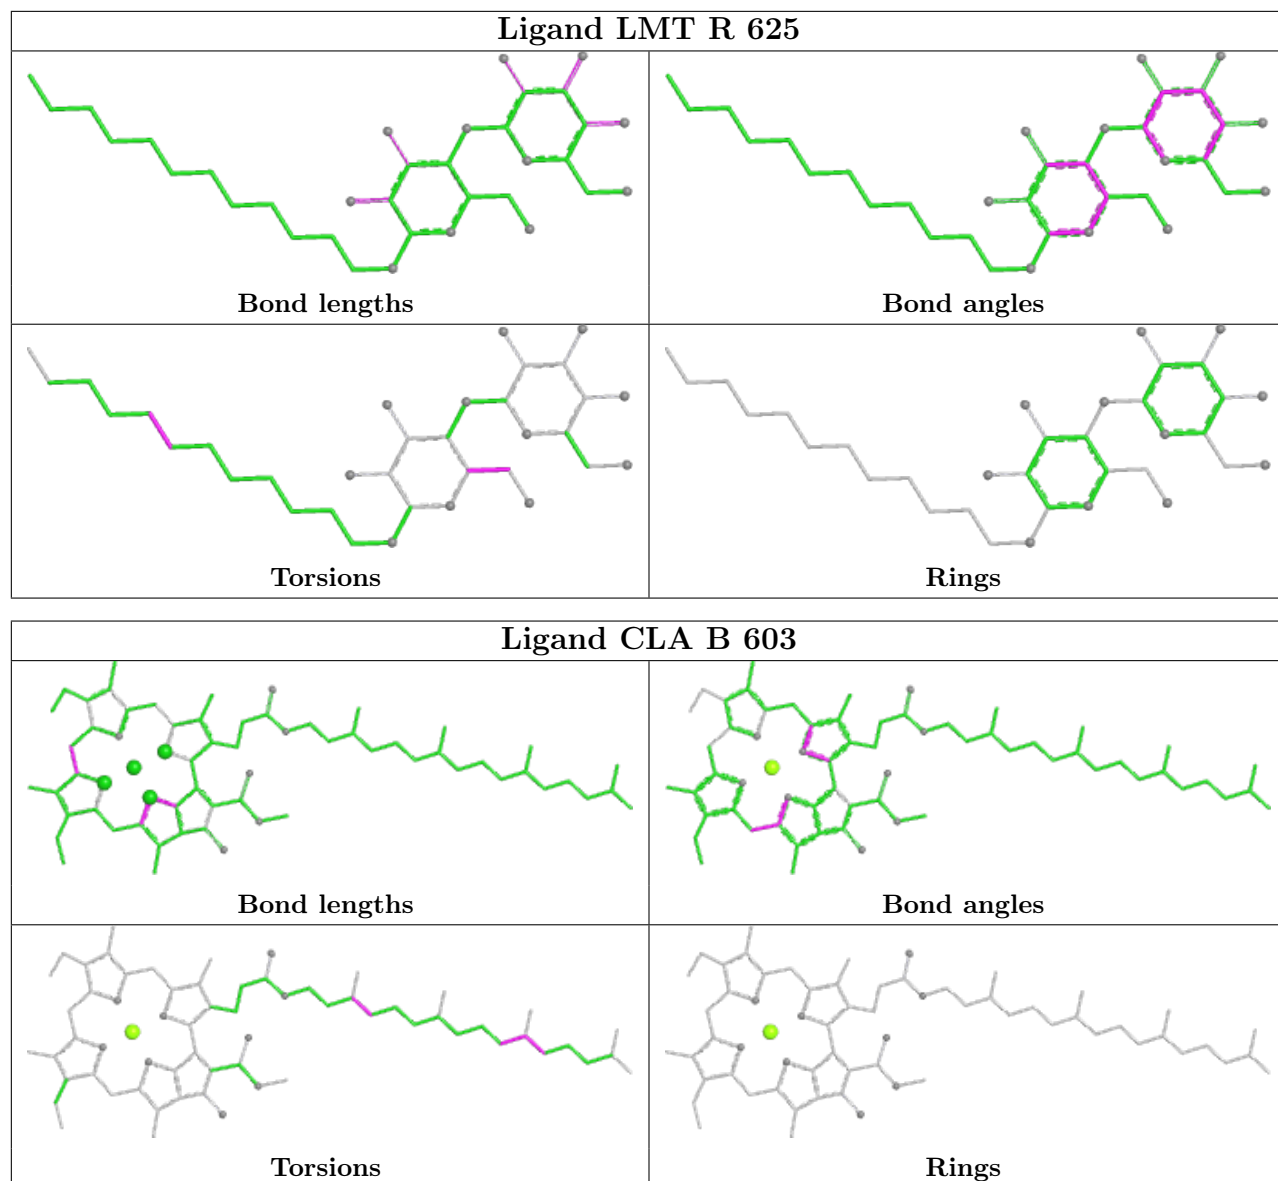 Ligand LMT R 625
Bond lengths
Bond angles
Torsions
Rings
Ligand CLA B 603
Bond lengths
Bond angles
Torsions
Rings